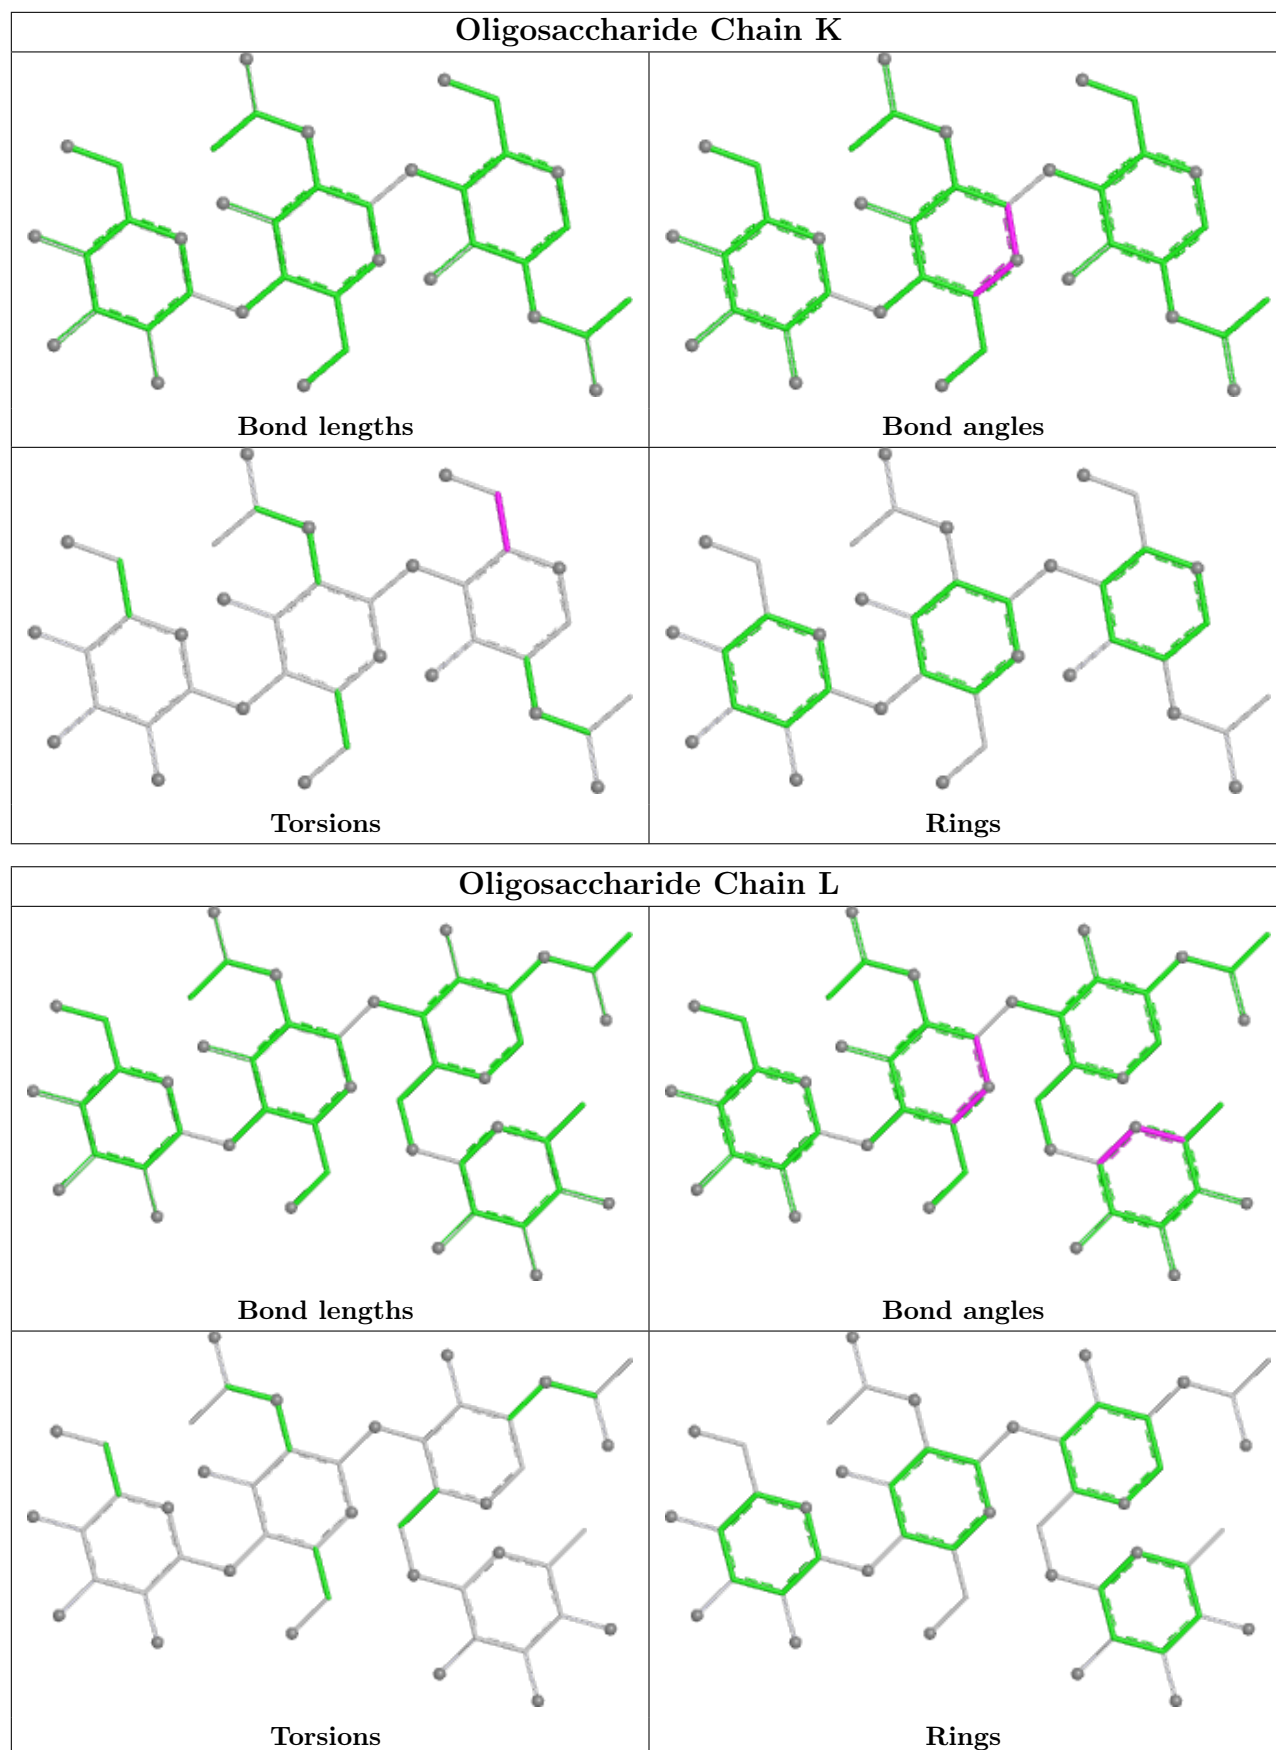 Oligosaccharide Chain K
Bond lengths Bond angles
Torsions Rings
Oligosaccharide Chain L
Bond lengths Bond angles
Torsions Rings